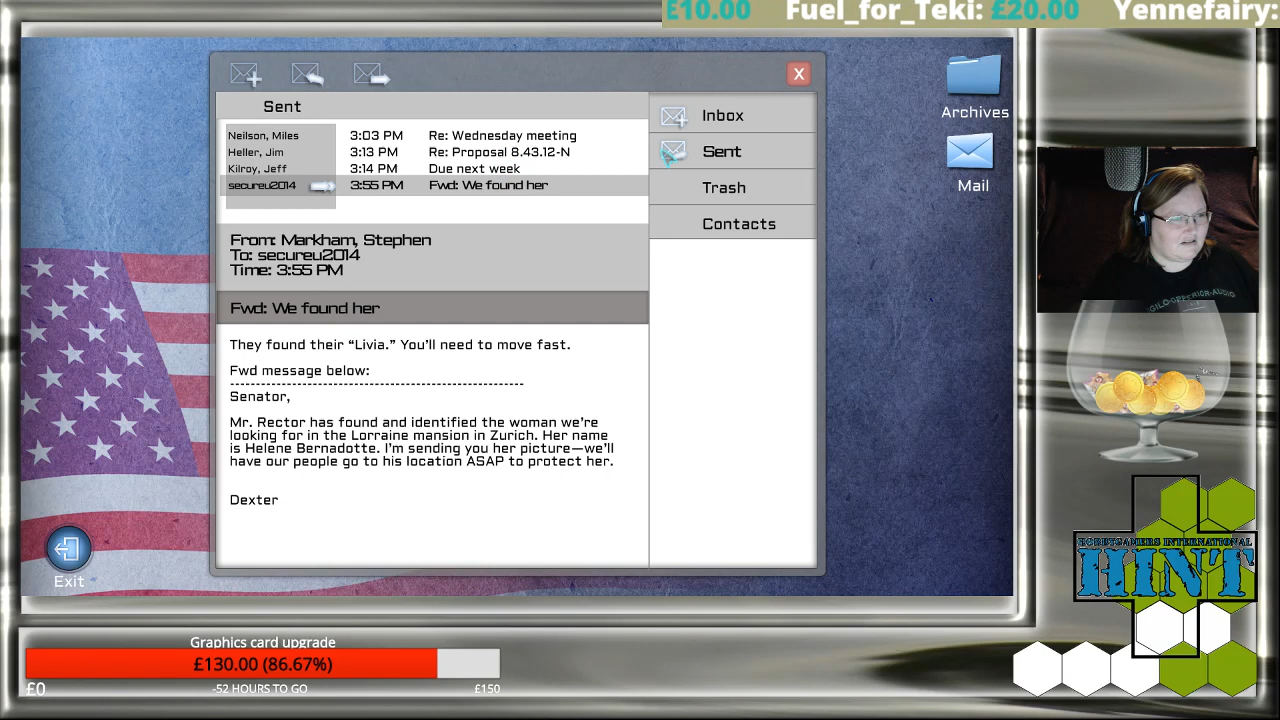 £10.00 Fuel_for_Teki: £20.00 Yennefairy:
Sent
Neilson, Miles 3:03 PM Re: Wednesday meeting
Heller, Jim 3:13 PM Re: Proposal 8.43.12-N
Kilroy, Jeff 3:14 PM Due next week
secureu2014 3:55 PM Fwd: We found her
From: Markham, Stephen
To: secureu2014
Time: 3:55 PM
Fwd: We found her
They found their “Livia.” You’ll need to move fast.
Fwd message below:
---------------------------------------------------------
Senator,
Mr. Rector has found and identified the woman we’re
looking for in the Lorraine mansion in Zurich. Her name
is Helene Bernadotte. I’m sending you her picture—we’ll
have our people go to his location ASAP to protect her.
Dexter
X
Inbox
Sent
Trash
Contacts
Archives
Mail
Exit
HINT
Graphics card upgrade
£130.00 (86.67%)
£0 -52 HOURS TO GO £150